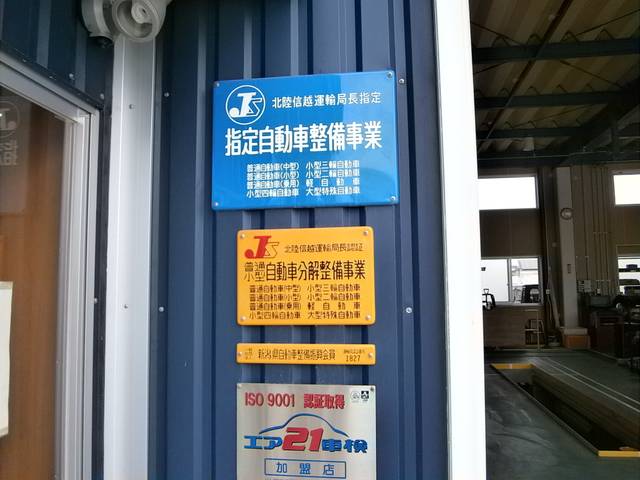 JS 北陸信越運輸局長指定
指定自動車整備事業
普通自動車(中型) 小型三輪自動車
普通自動車(小型) 小型二輪自動車
普通自動車(乗用) 軽自動車
小型四輪自動車 大型特殊自動車
JS 北陸信越運輸局長認証
普通 小型 自動車分解整備事業
普通自動車(中型) 小型三輪自動車
普通自動車(小型) 小型二輪自動車
普通自動車(乗用) 軽自動車
小型四輪自動車 大型特殊自動車
新潟県自動車整備振興会員
1827
ISO 9001 認証取得
エア21車検
加盟店